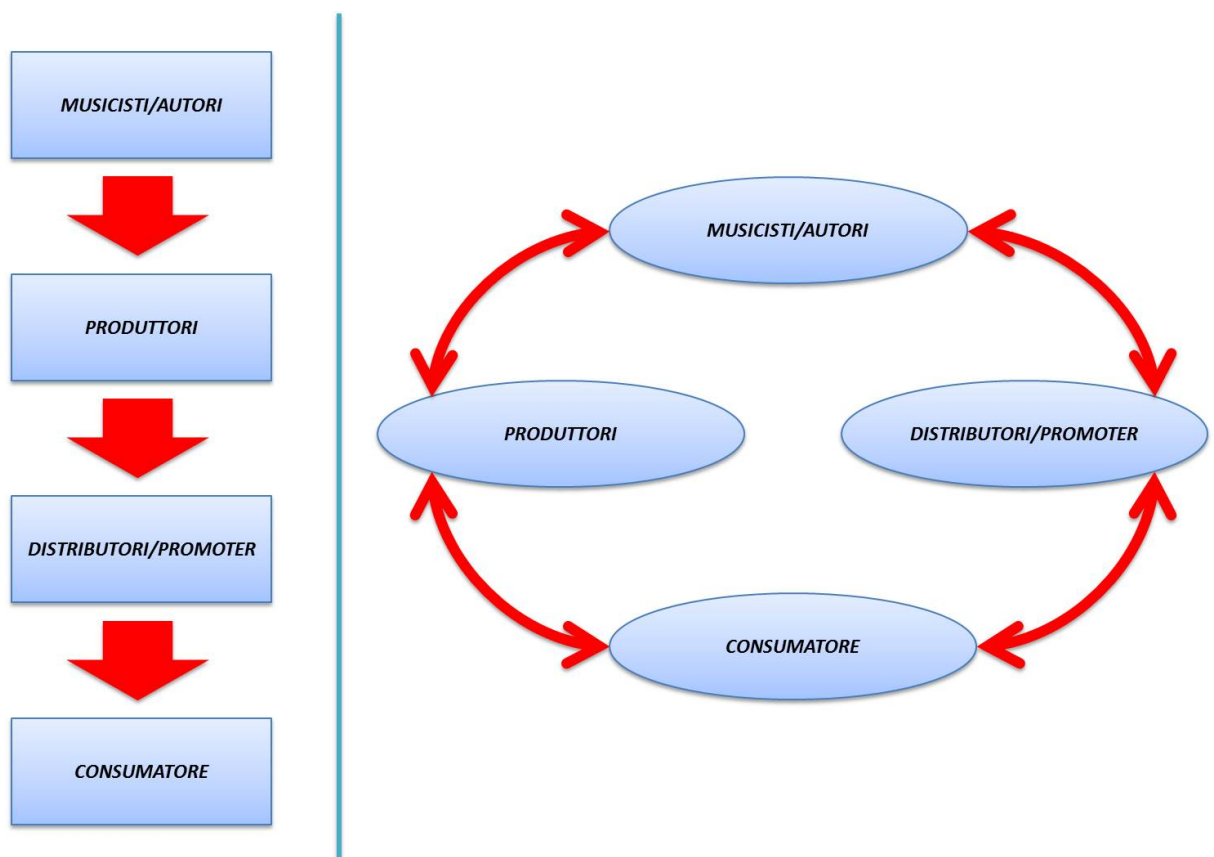 MUSICISTI/AUTORI
PRODUTTORI
DISTRIBUTORI/PROMOTER
CONSUMATORE
MUSICISTI/AUTORI
PRODUTTORI
DISTRIBUTORI/PROMOTER
CONSUMATORE